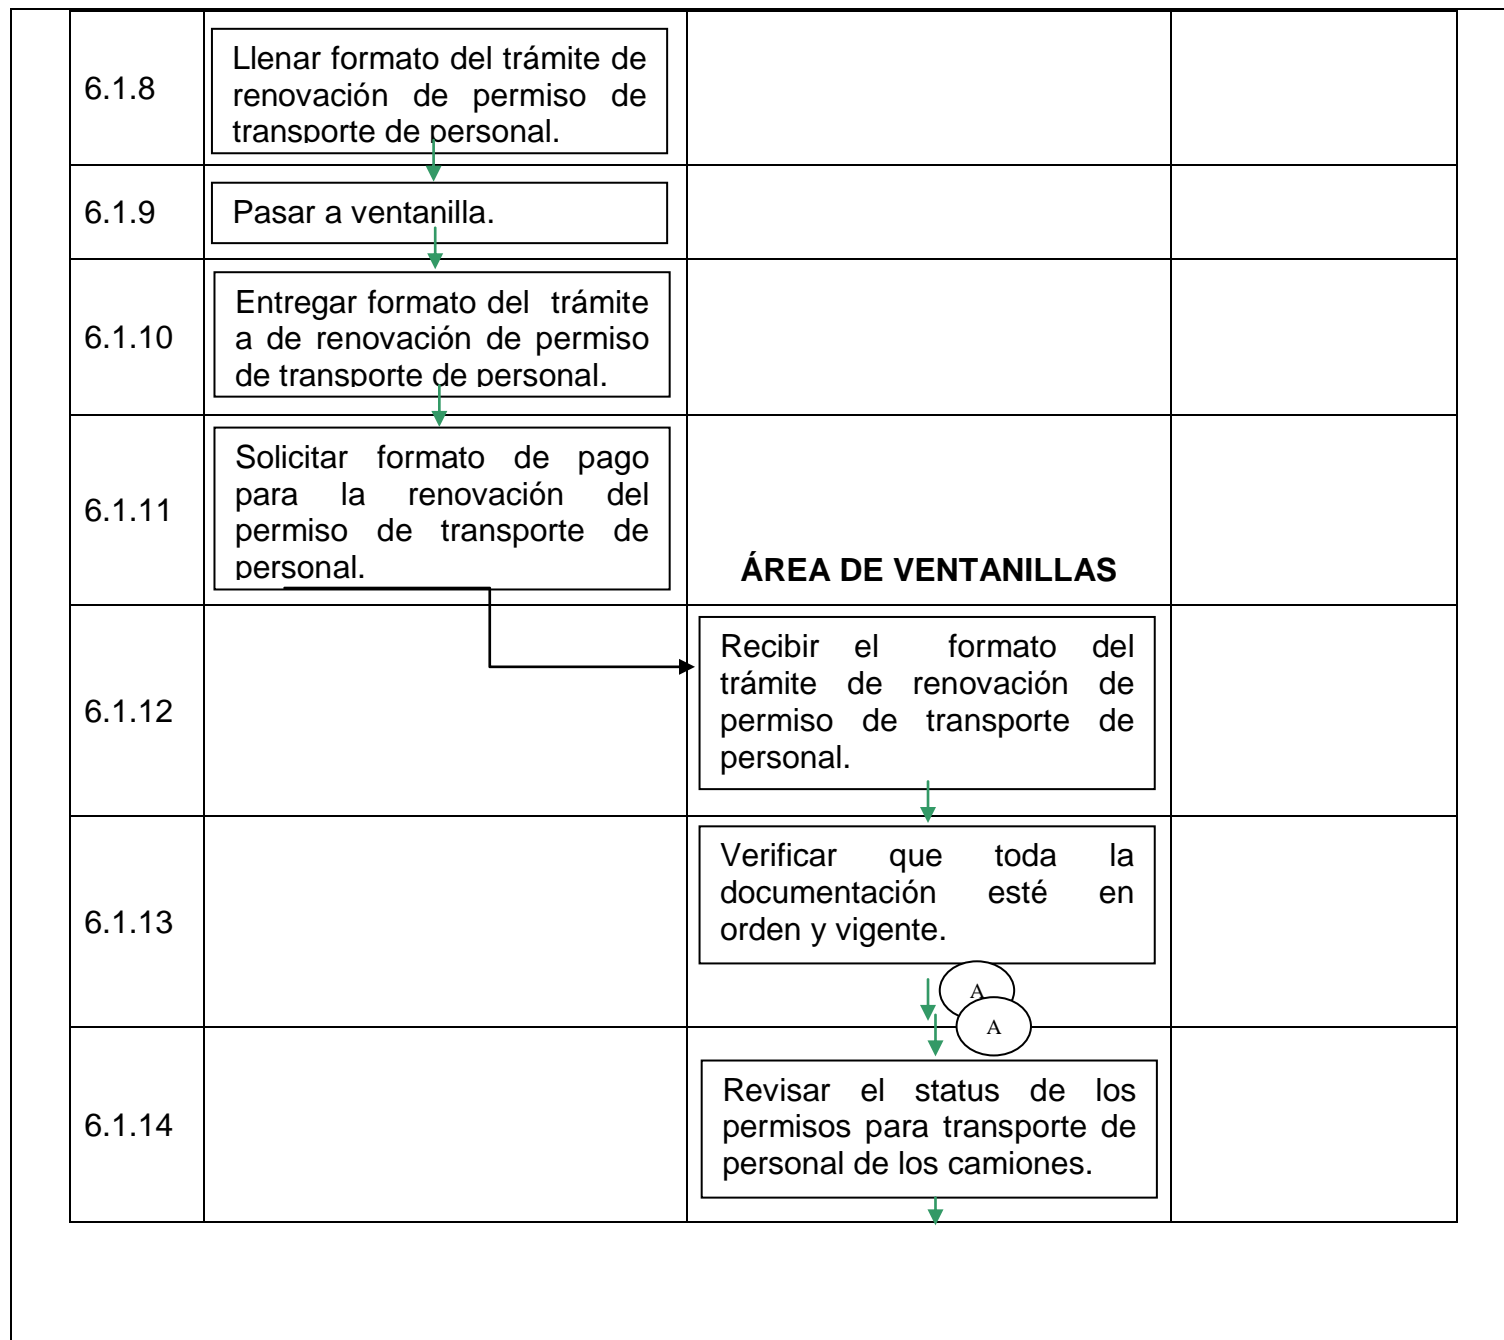 6.1.8
Llenar formato del trámite de
renovación de permiso de
transporte de personal.
6.1.9
Pasar a ventanilla.
6.1.10
Entregar formato del trámite
a de renovación de permiso
de transporte de personal.
6.1.11
Solicitar formato de pago
para la renovación del
permiso de transporte de
personal.
ÁREA DE VENTANILLAS
6.1.12
Recibir el formato del
trámite de renovación de
permiso de transporte de
personal.
6.1.13
Verificar que toda la
documentación esté en
orden y vigente.
A
A
6.1.14
Revisar el status de los
permisos para transporte de
personal de los camiones.